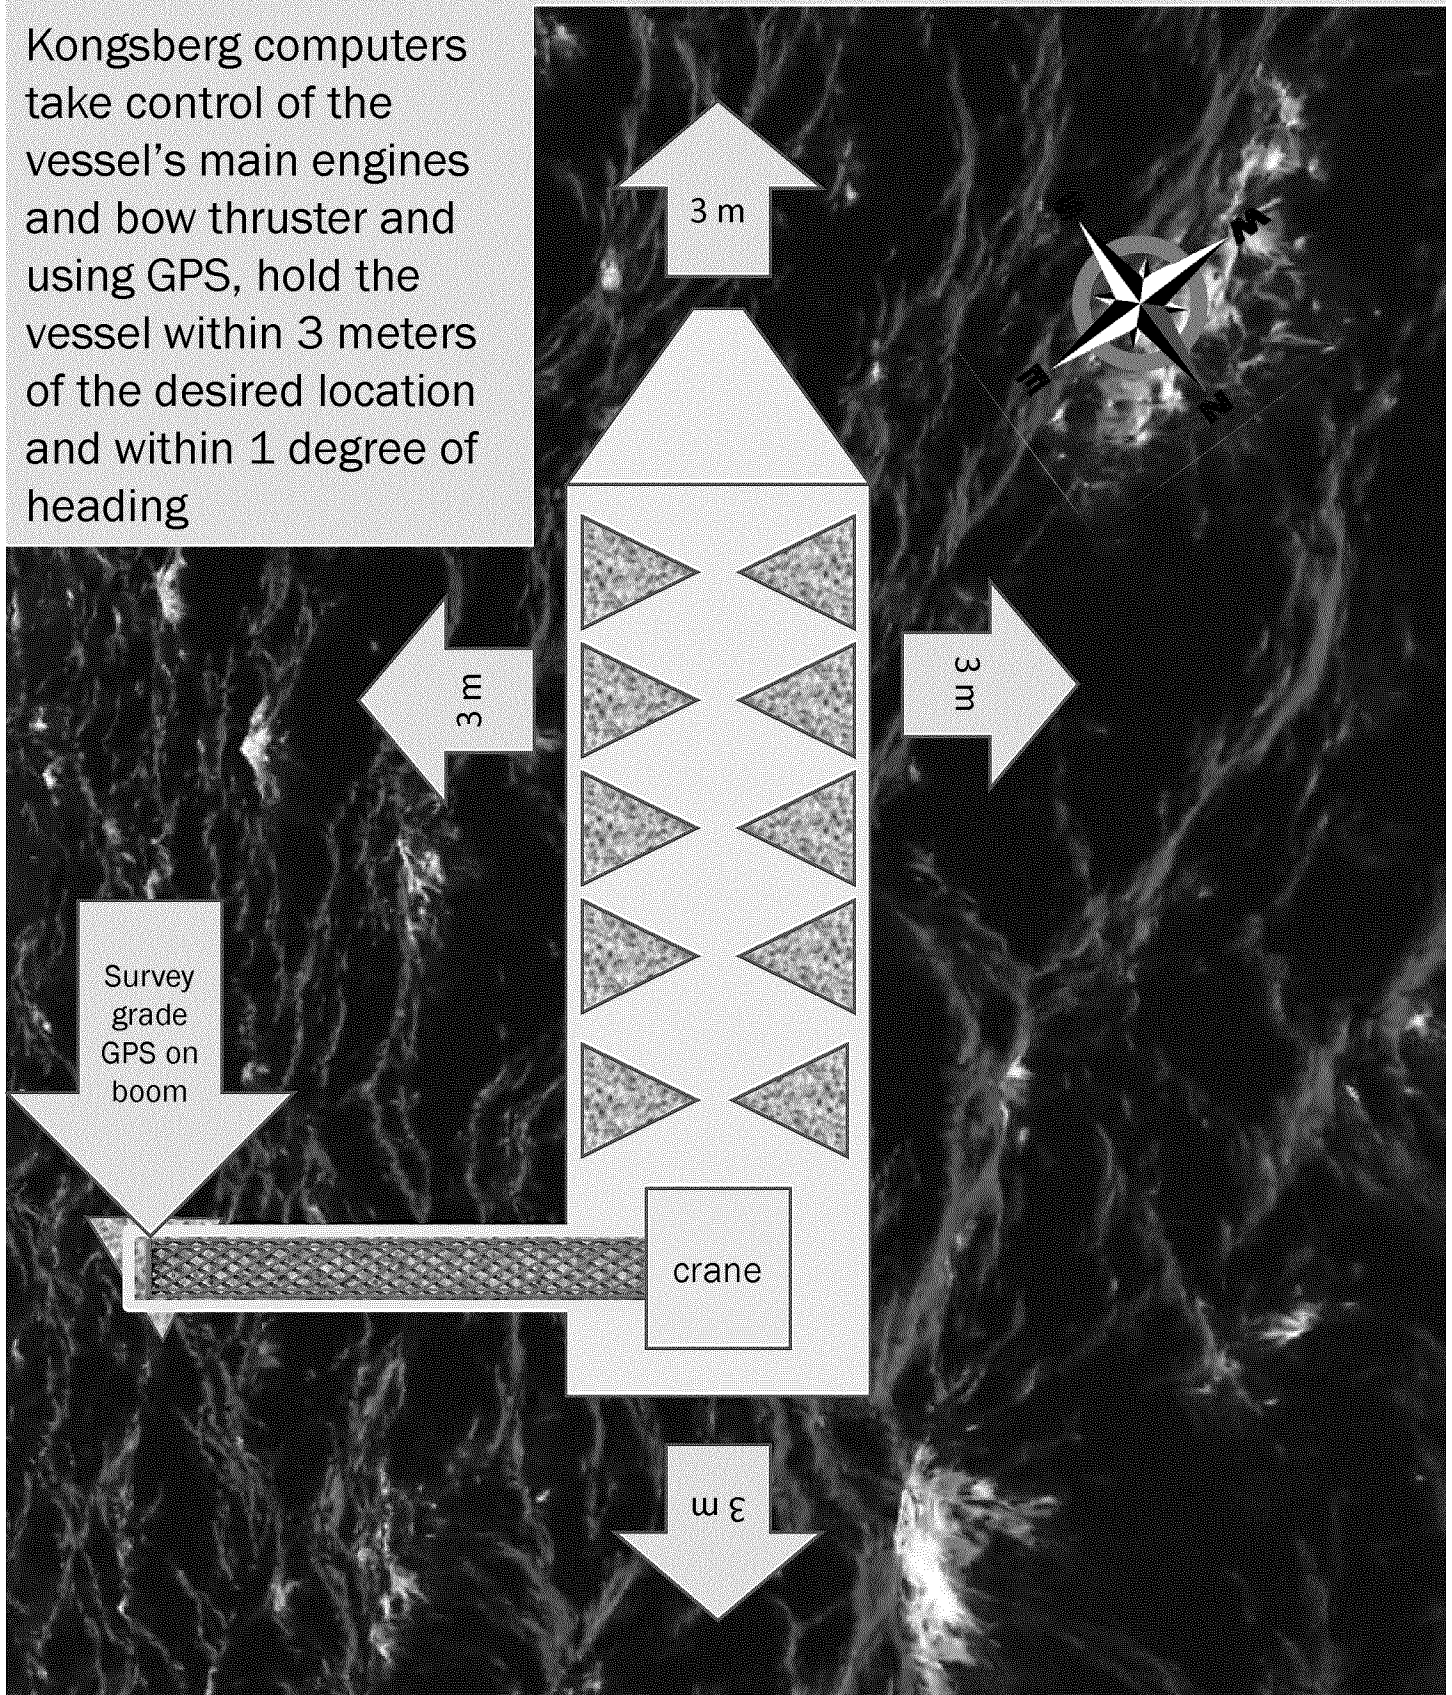 Kongsberg computers
take control of the
vessel's main engines
and bow thruster and
using GPS, hold the
vessel within 3 meters
of the desired location
and within 1 degree of
heading
3 m
S
W
E
N
3 m
3 m
Survey
grade
GPS on
boom
crane
3 m